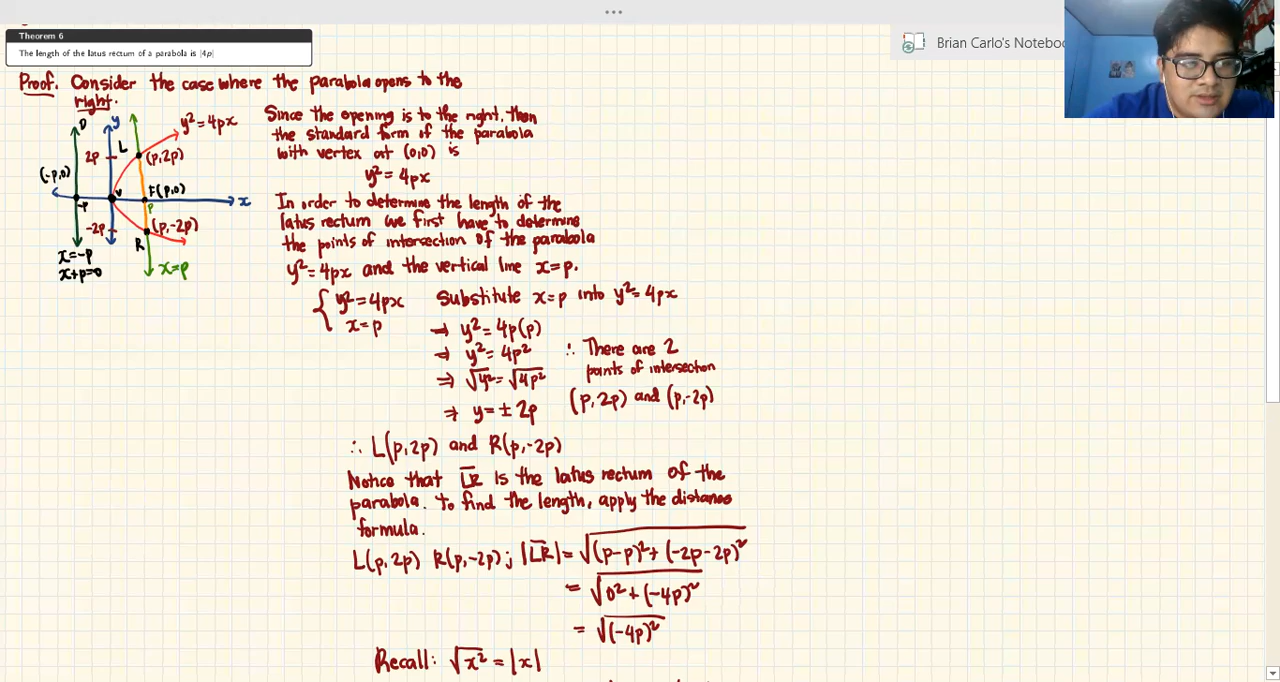 Theorem 6
The length of the latus rectum of a parabola is |4p|
Brian Carlo's Noteboo
Proof. Consider the case where the parabola opens to the
right.
D
y
y² = 4px
L
2p
(p,2p)
(-p,0)
V
F(p,0)
x
-p
p
-2p
(p,-2p)
R
x=-p
x+p=0
x=p
Since the opening is to the right, then
the standard form of the parabola
with vertex at (0,0) is
y² = 4px
In order to determine the length of the
latus rectum we first have to determine
the points of intersection of the parabola
y² = 4px and the vertical line x=p.
{ y² = 4px
x = p
Substitute x=p into y² = 4px
⇒ y² = 4p(p)
⇒ y² = 4p²
⇒ √y² = √4p²
⇒ y = ± 2p
∴ There are 2
points of intersection
(p,2p) and (p,-2p)
∴ L(p,2p) and R(p,-2p)
Notice that LR is the latus rectum of the
parabola. To find the length, apply the distance
formula.
L(p,2p) R(p,-2p); |LR| = √(p-p)² + (-2p-2p)²
= √0² + (-4p)²
= √(-4p)²
Recall: √x² = |x|